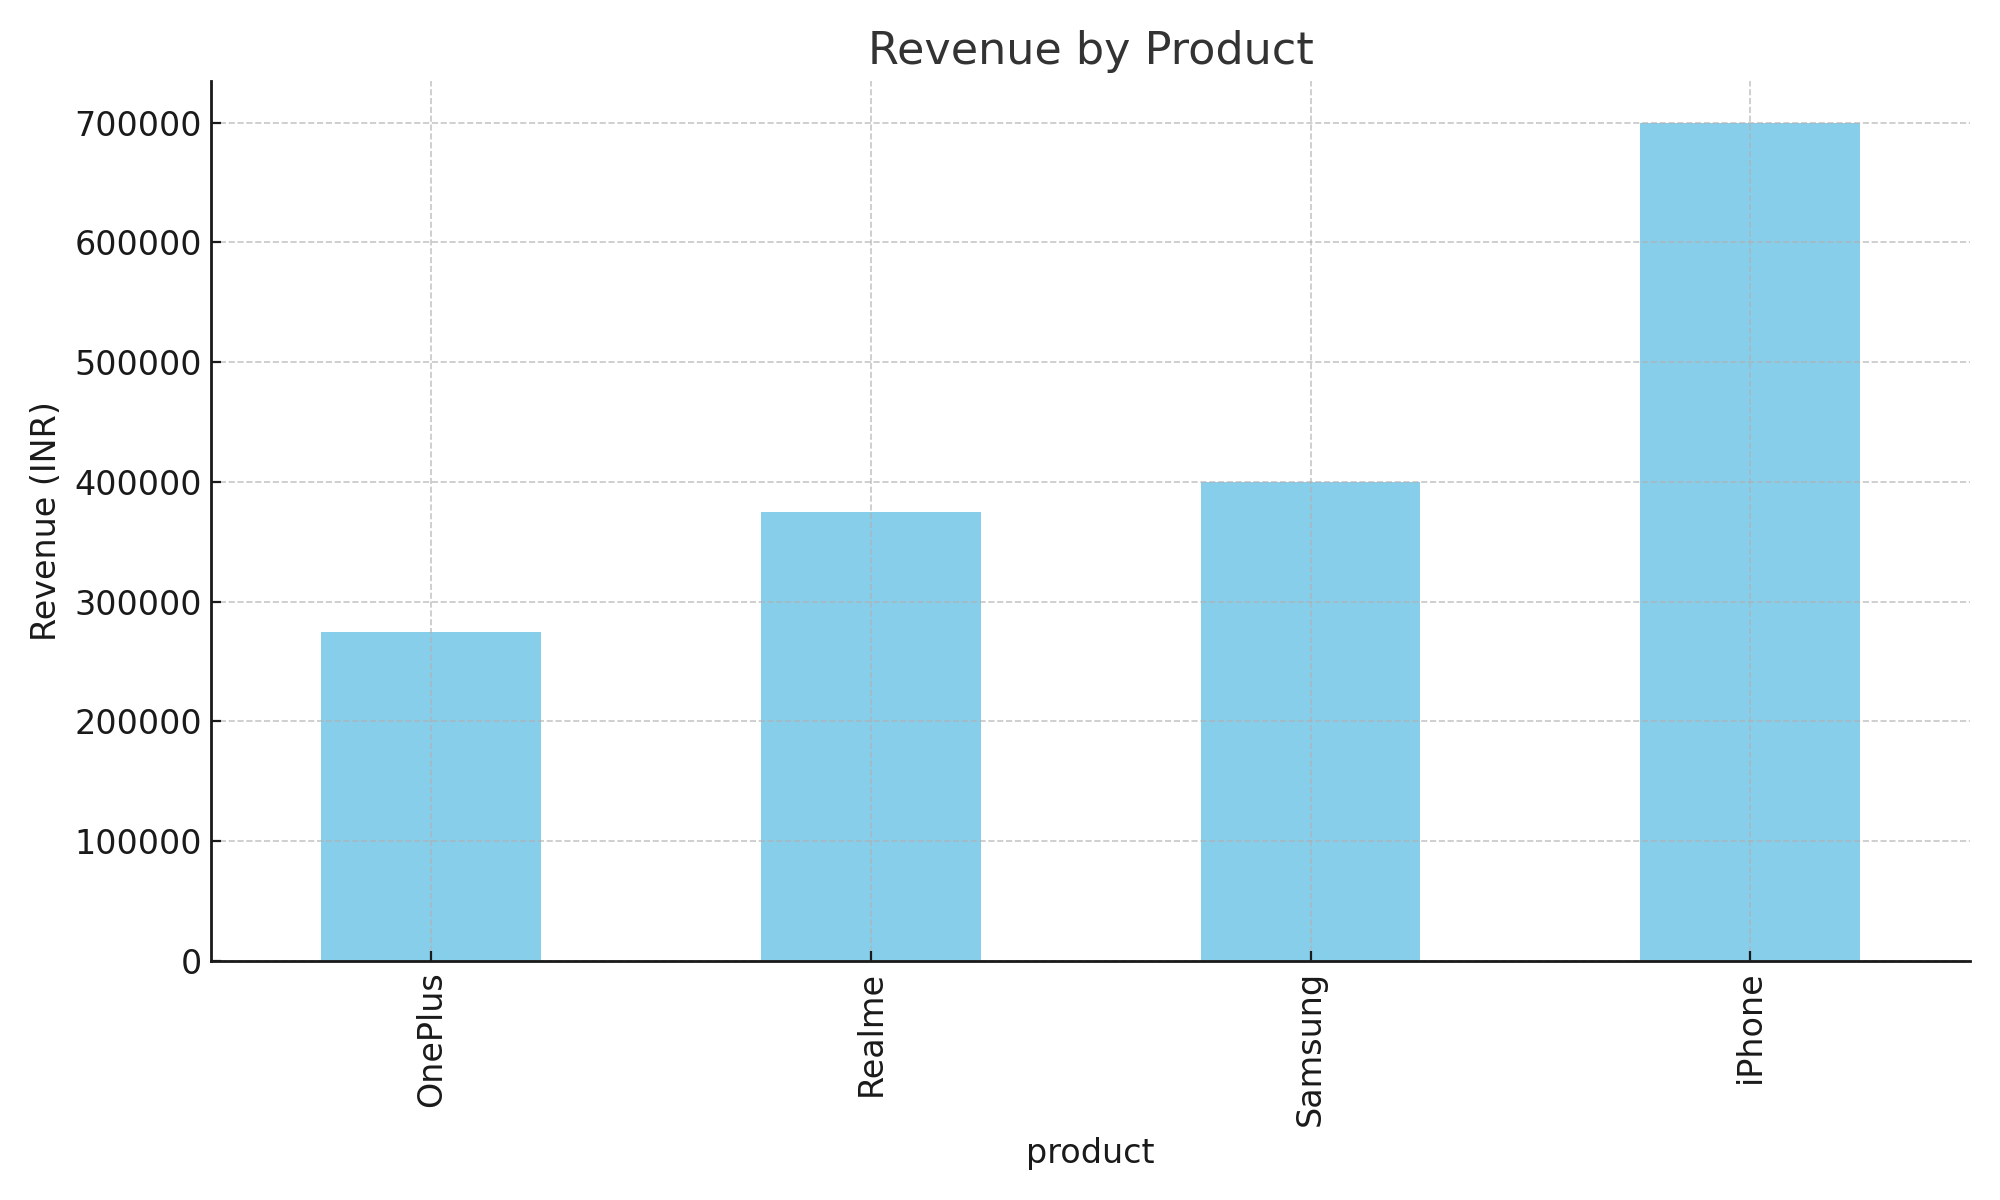 Revenue by Product
Revenue (INR)
700000
600000
500000
400000
300000
200000
100000
0
OnePlus
Realme
Samsung
iPhone
product